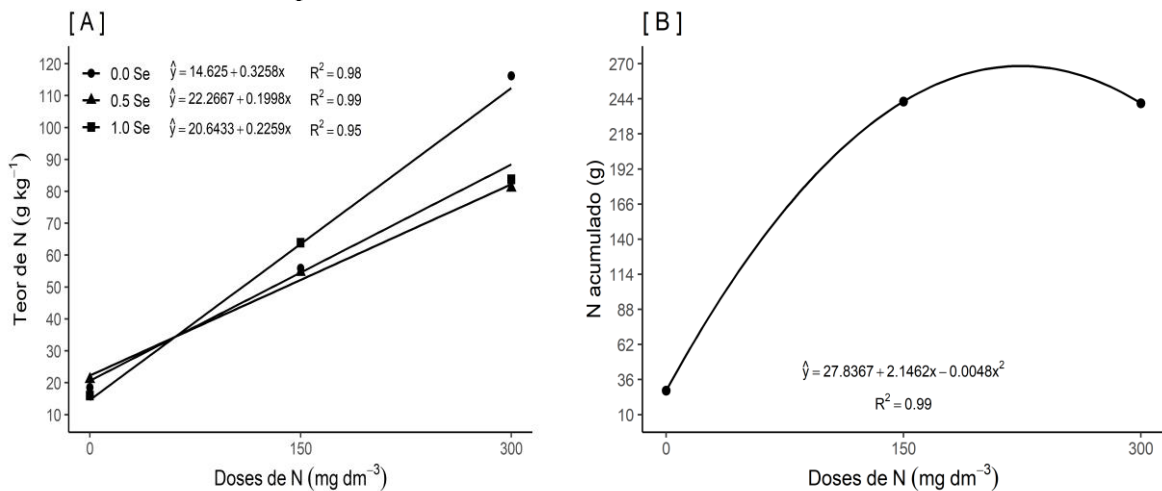 [ A ]
Teor de N (g kg⁻¹)
120
110
100
90
80
70
60
50
40
30
20
10
0.0 Se ŷ = 14.625 + 0.3258x R² = 0.98
0.5 Se ŷ = 22.2667 + 0.1998x R² = 0.99
1.0 Se ŷ = 20.6433 + 0.2259x R² = 0.95
0 150 300
Doses de N (mg dm⁻³)
[ B ]
N acumulado (g)
270
244
218
192
166
140
114
88
62
36
10
ŷ = 27.8367 + 2.1462x – 0.0048x²
R² = 0.99
0 150 300
Doses de N (mg dm⁻³)